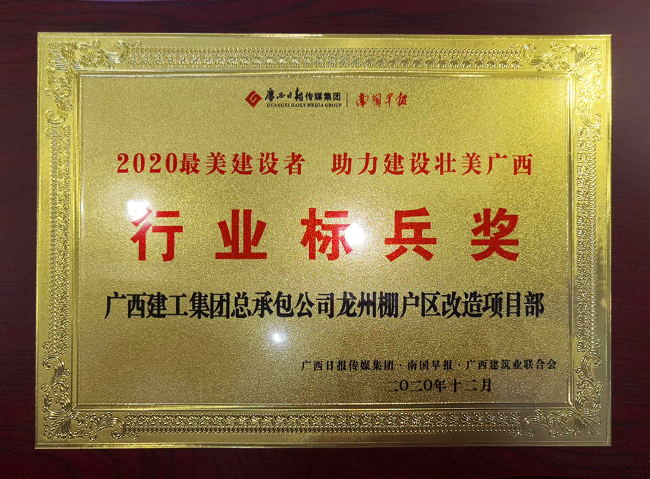 广西日报传媒集团 南国早报
GUANGXI DAILY MEDIA GROUP
2020最美建设者 助力建设壮美广西
行业标兵奖
广西建工集团总承包公司龙州棚户区改造项目部
广西日报传媒集团·南国早报·广西建筑业联合会
二〇二〇年十二月